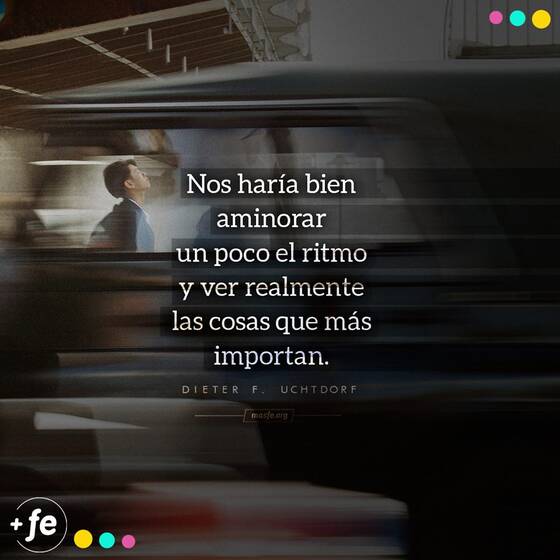 Nos haría bien
aminorar
un poco el ritmo
y ver realmente
las cosas que más
importan.
DIETER F. UCHTDORF
masfe.org
+fe